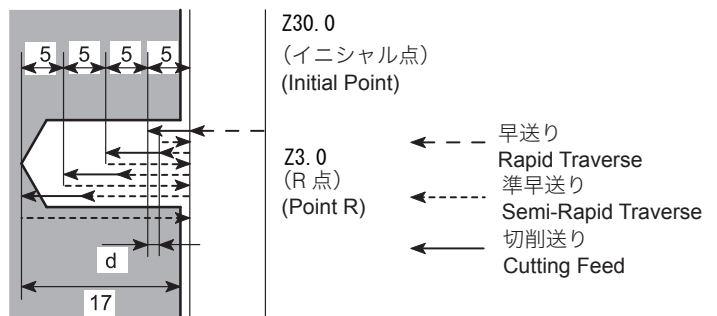 5 5 5 5
Z30.0
（イニシャル点）
(Initial Point)
Z3.0
（R 点）
(Point R)
早送り
Rapid Traverse
準早送り
Semi-Rapid Traverse
切削送り
Cutting Feed
d
17